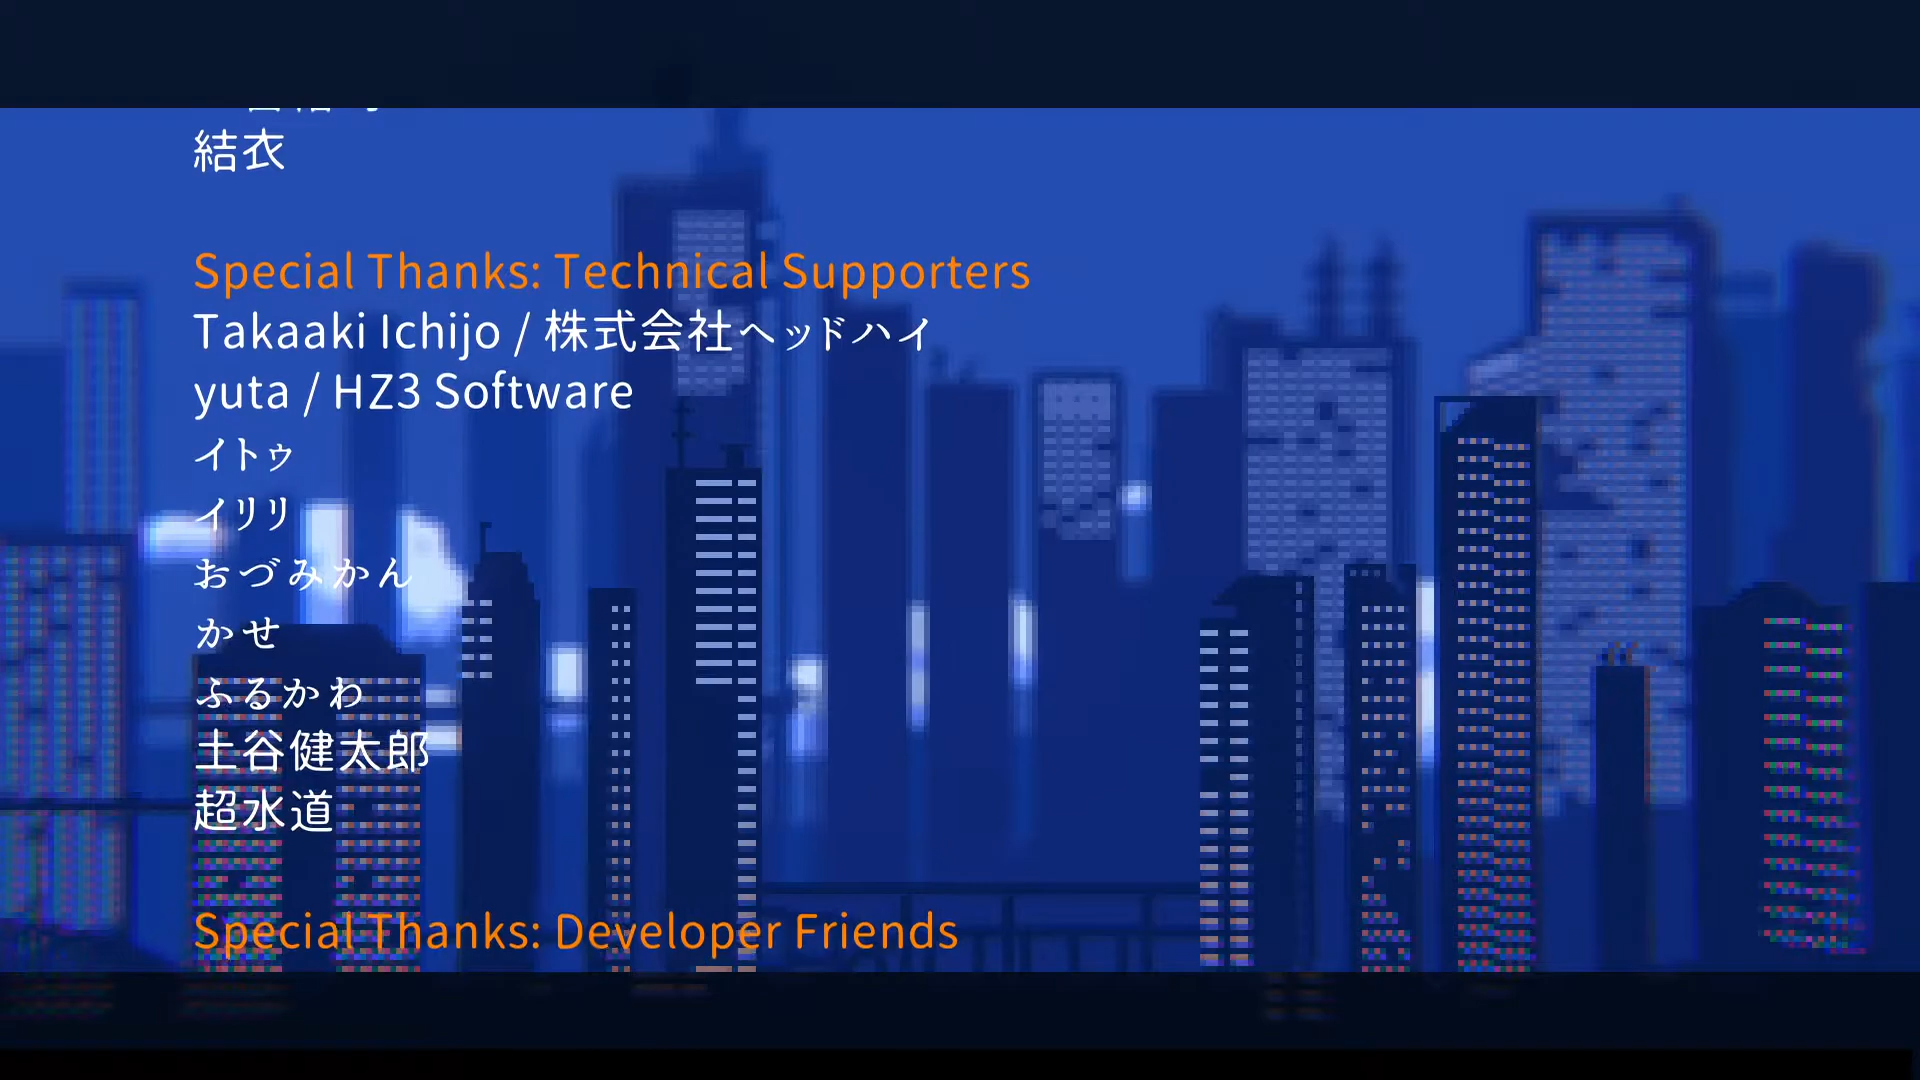 結衣
Special Thanks: Technical Supporters
Takaaki Ichijo / 株式会社ヘッドハイ
yuta / HZ3 Software
イトゥ
イリリ
おづみかん
かせ
ふるかわ
土谷健太郎
超水道
Special Thanks: Developer Friends